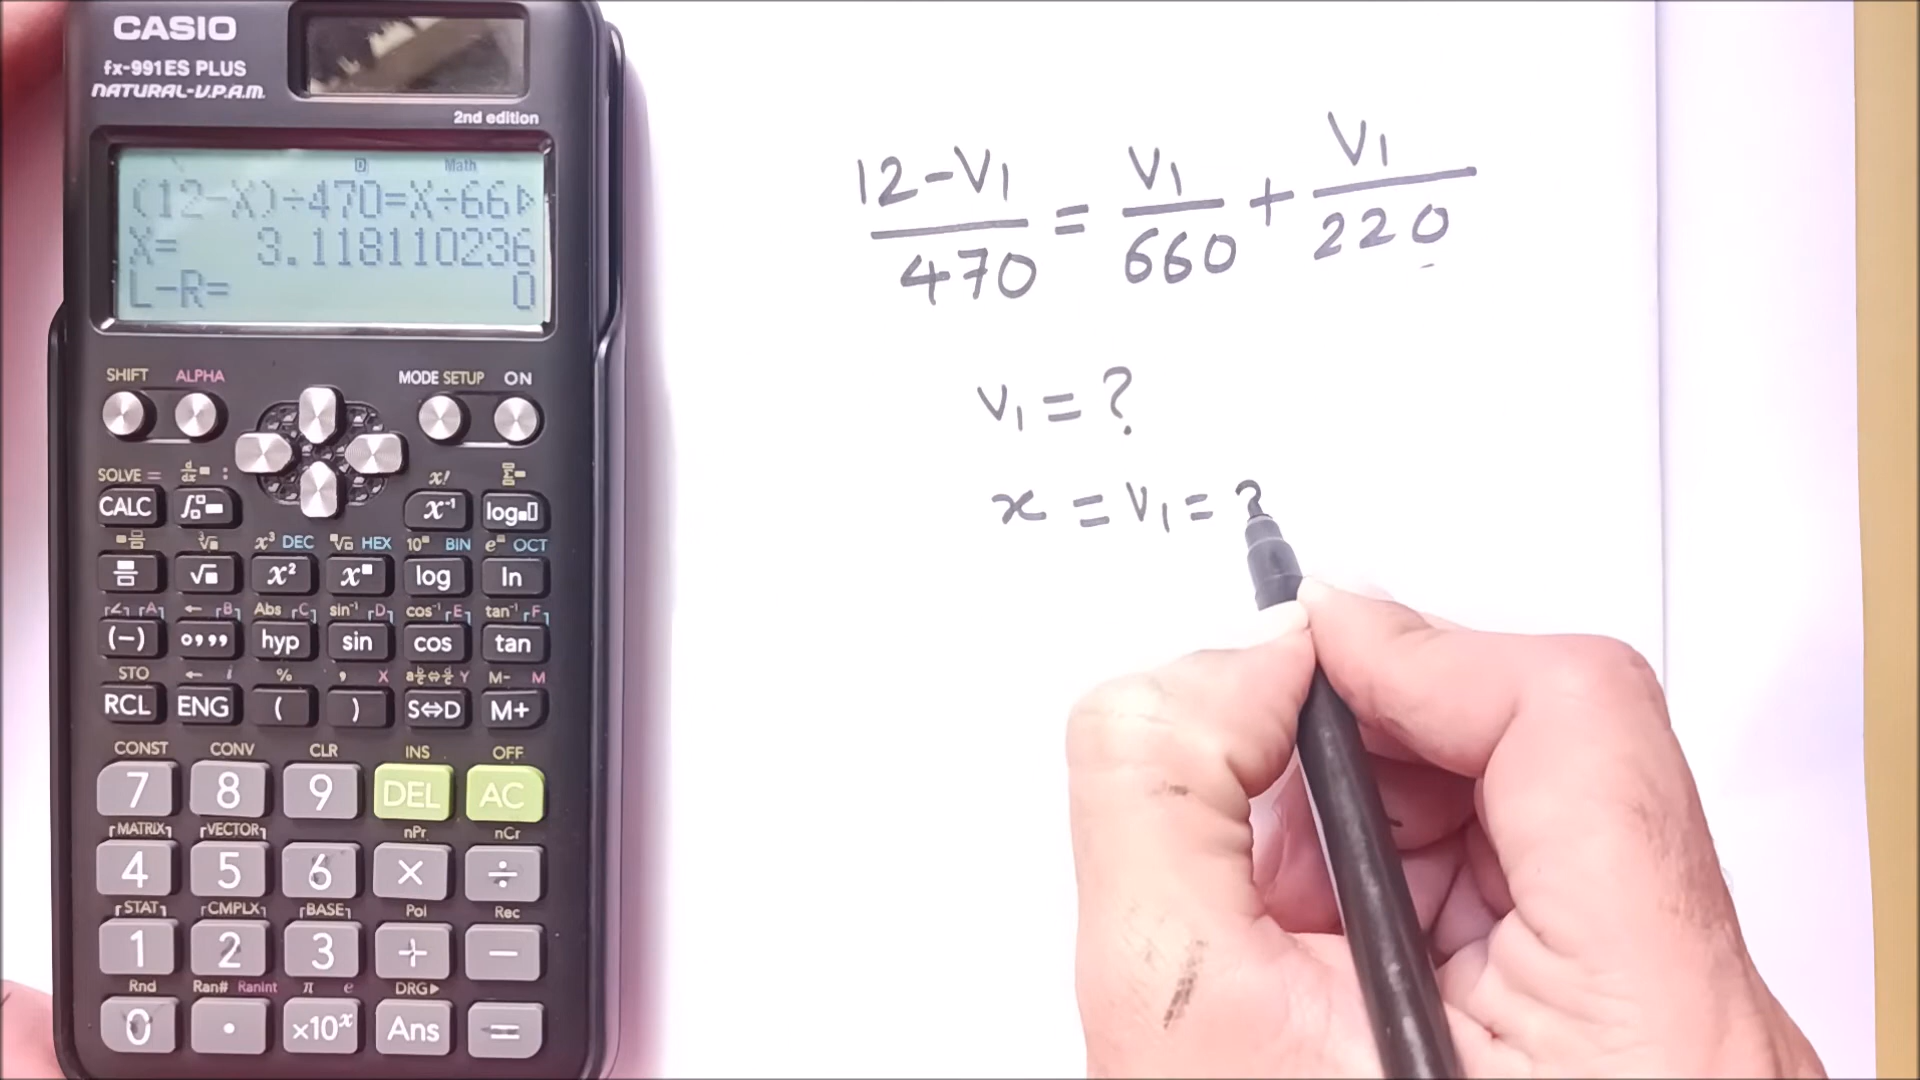 CASIO
fx-991ES PLUS
NATURAL-V.P.A.M.
2nd edition
D Math
(12-X)÷470=X÷66▶
X= 3.118110236
L-R= 0
SHIFT ALPHA MODE SETUP ON
SOLVE = d/dx :
x!
CALC x⁻¹ log
x³ DEC HEX 10 BIN e OCT
√ x² x log ln
∠ A ← B Abs C sin⁻¹ D cos⁻¹ E tan⁻¹ F
(−) hyp sin cos tan
STO ← i % , X Y M− M
RCL ENG ( ) S⇔D M+
CONST CONV CLR INS OFF
7 8 9 DEL AC
MATRIX VECTOR nPr nCr
4 5 6 × ÷
STAT CMPLX BASE Pol Rec
1 2 3 + −
Rnd Ran# RanInt π e DRG▶
0 • ×10ˣ Ans =
12-V₁/470 = V₁/660 + V₁/220
V₁ = ?
x = V₁ =